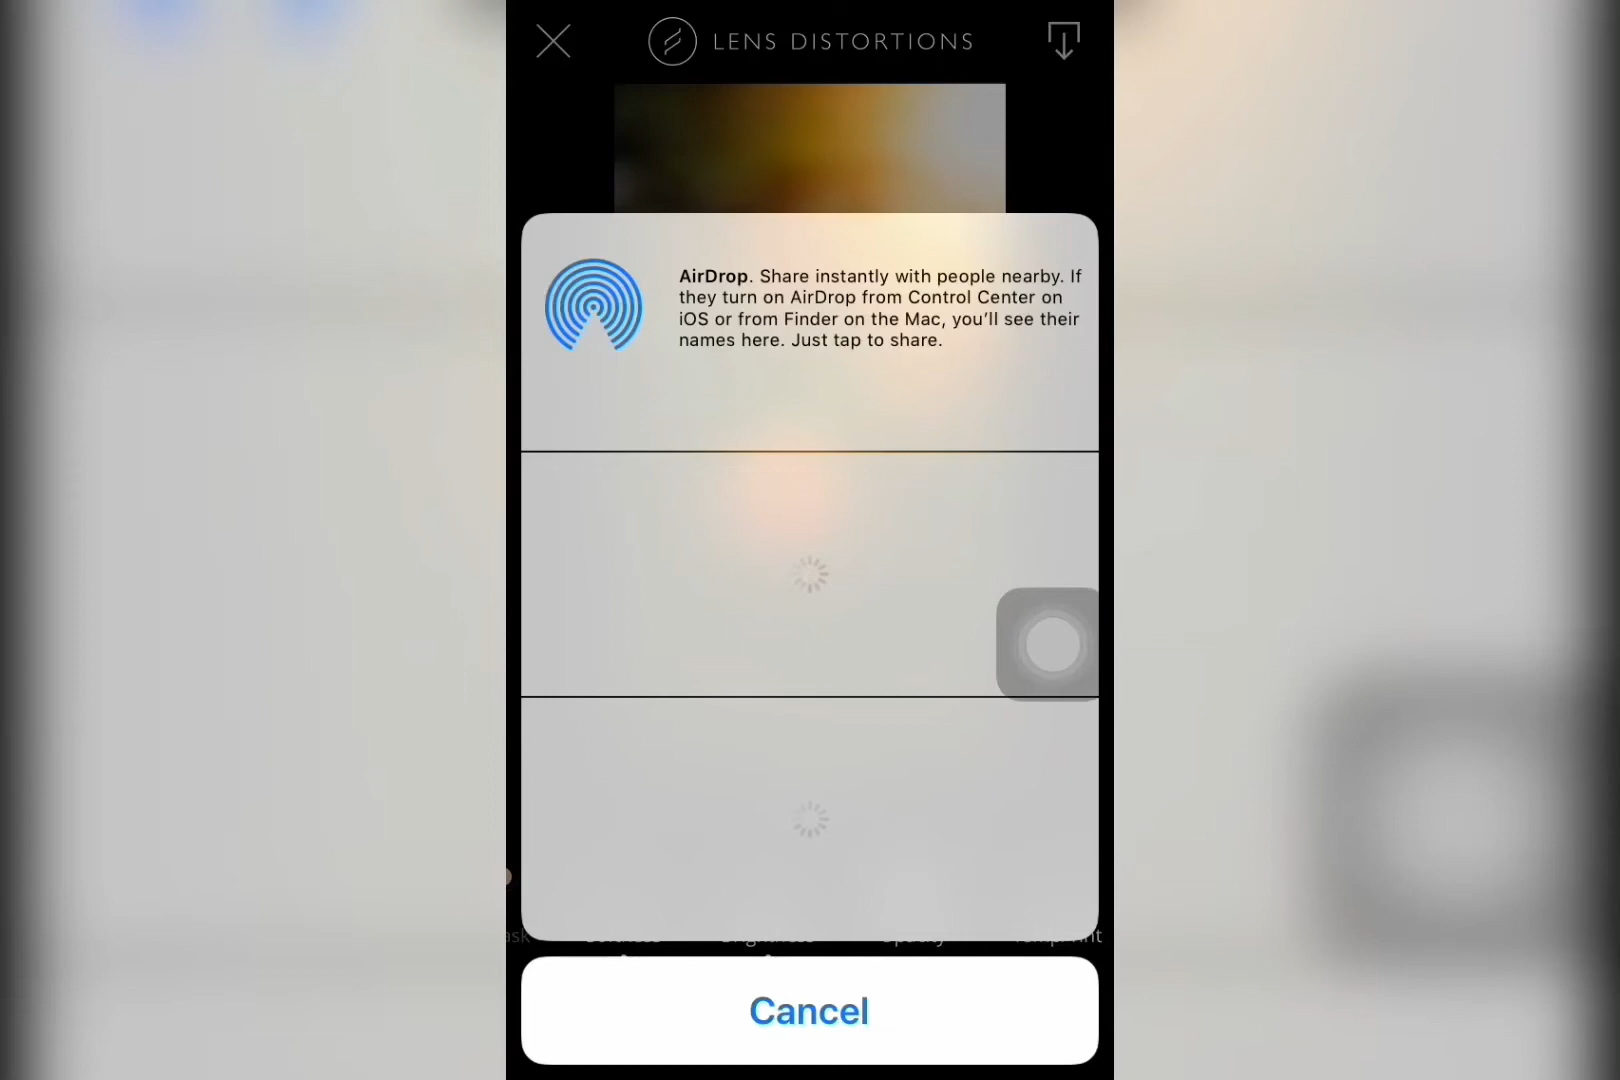 LENS DISTORTIONS
AirDrop. Share instantly with people nearby. If
they turn on AirDrop from Control Center on
iOS or from Finder on the Mac, you'll see their
names here. Just tap to share.
Cancel